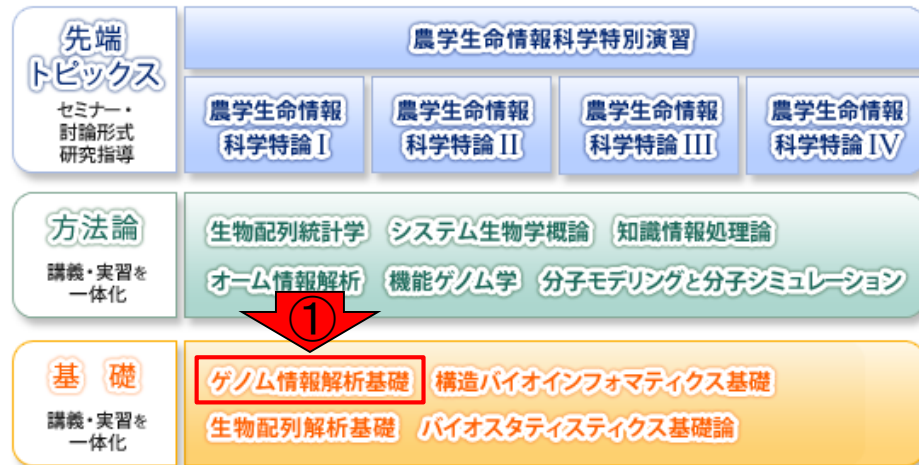 先端
トピックス
セミナー・
討論形式
研究指導
農学生命情報科学特別演習
農学生命情報
科学特論Ⅰ
農学生命情報
科学特論Ⅱ
農学生命情報
科学特論Ⅲ
農学生命情報
科学特論Ⅳ
方法論
講義・実習を
一体化
生物配列統計学 システム生物学概論 知識情報処理論
オーム情報解析 機能ゲノム学 分子モデリングと分子シミュレーション
①
基 礎
講義・実習を
一体化
ゲノム情報解析基礎 構造バイオインフォマティクス基礎
生物配列解析基礎 バイオスタティスティクス基礎論